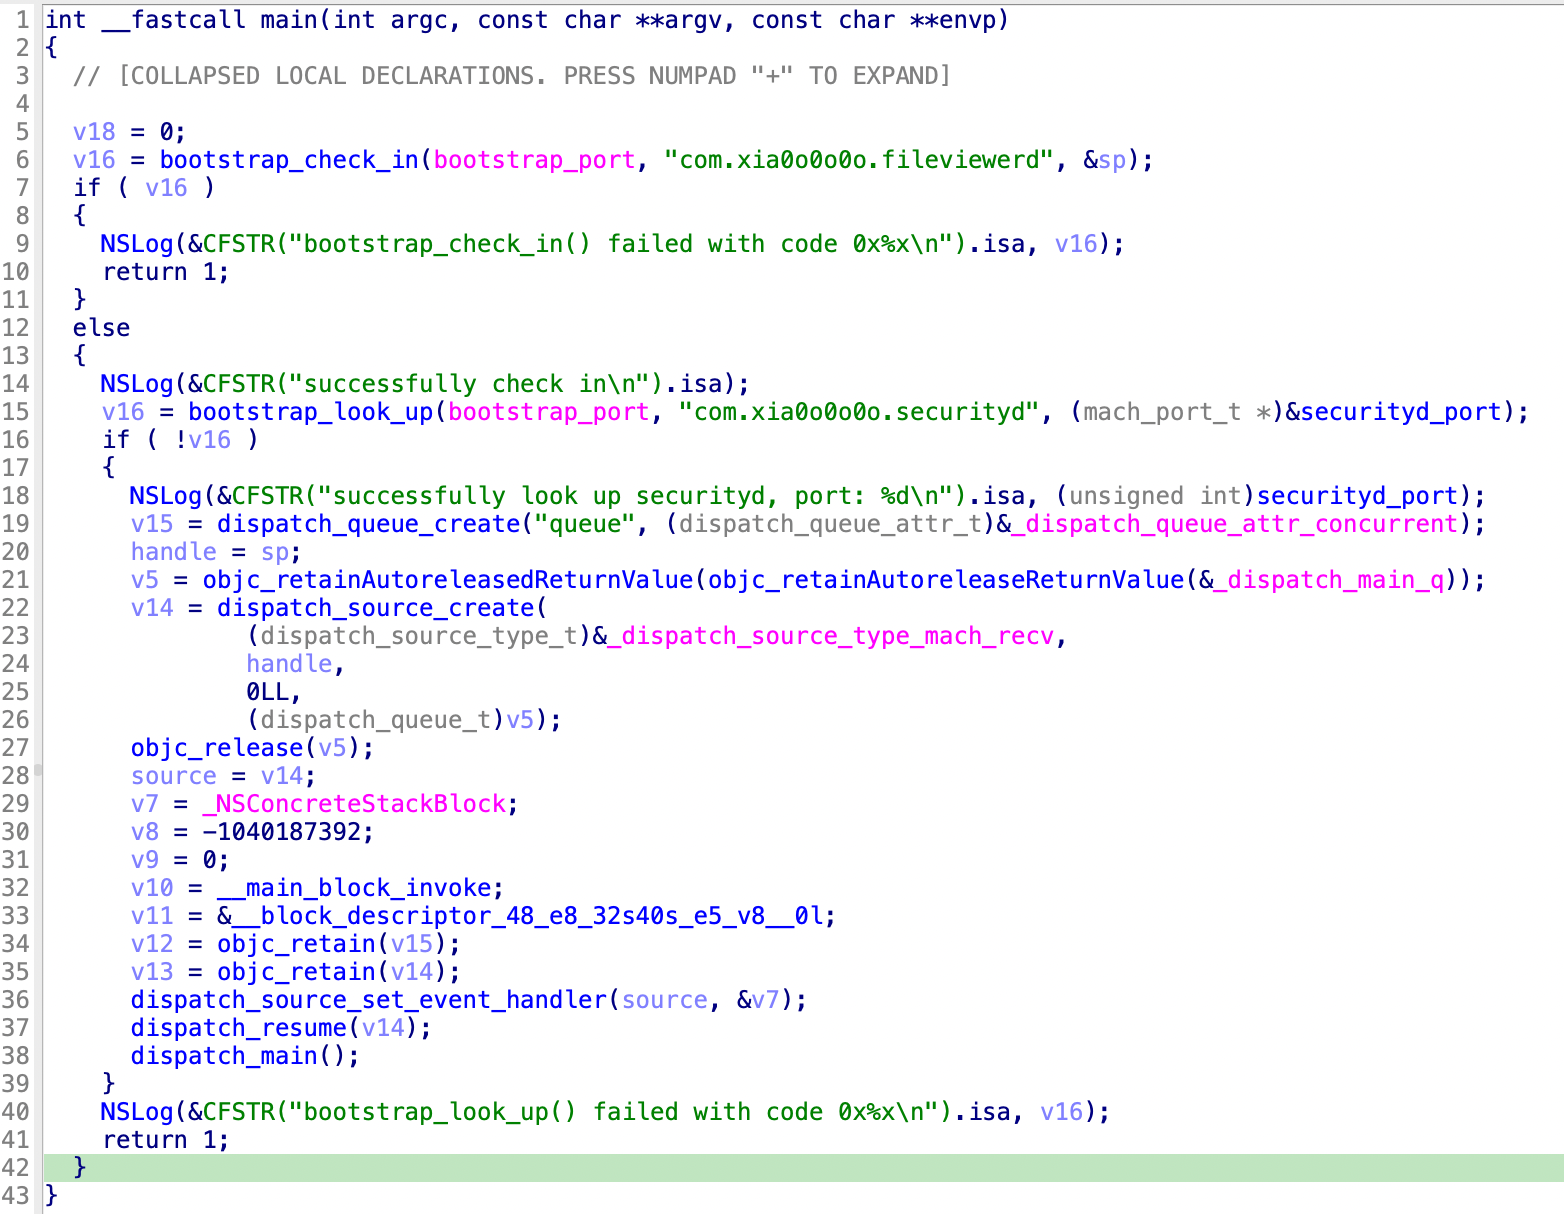 1 int __fastcall main(int argc, const char **argv, const char **envp)
2 {
3   // [COLLAPSED LOCAL DECLARATIONS. PRESS NUMPAD "+" TO EXPAND]
4
5   v18 = 0;
6   v16 = bootstrap_check_in(bootstrap_port, "com.xia0o0o0o.fileviewerd", &sp);
7   if ( v16 )
8   {
9     NSLog(&CFSTR("bootstrap_check_in() failed with code 0x%x\n").isa, v16);
10     return 1;
11   }
12   else
13   {
14     NSLog(&CFSTR("successfully check in\n").isa);
15     v16 = bootstrap_look_up(bootstrap_port, "com.xia0o0o0o.securityd", (mach_port_t *)&securityd_port);
16     if ( !v16 )
17     {
18       NSLog(&CFSTR("successfully look up securityd, port: %d\n").isa, (unsigned int)securityd_port);
19       v15 = dispatch_queue_create("queue", (dispatch_queue_attr_t)&_dispatch_queue_attr_concurrent);
20       handle = sp;
21       v5 = objc_retainAutoreleasedReturnValue(objc_retainAutoreleaseReturnValue(&_dispatch_main_q));
22       v14 = dispatch_source_create(
23               (dispatch_source_type_t)&_dispatch_source_type_mach_recv,
24               handle,
25               0LL,
26               (dispatch_queue_t)v5);
27       objc_release(v5);
28       source = v14;
29       v7 = _NSConcreteStackBlock;
30       v8 = -1040187392;
31       v9 = 0;
32       v10 = __main_block_invoke;
33       v11 = &__block_descriptor_48_e8_32s40s_e5_v8__0l;
34       v12 = objc_retain(v15);
35       v13 = objc_retain(v14);
36       dispatch_source_set_event_handler(source, &v7);
37       dispatch_resume(v14);
38       dispatch_main();
39     }
40     NSLog(&CFSTR("bootstrap_look_up() failed with code 0x%x\n").isa, v16);
41     return 1;
42   }
43 }